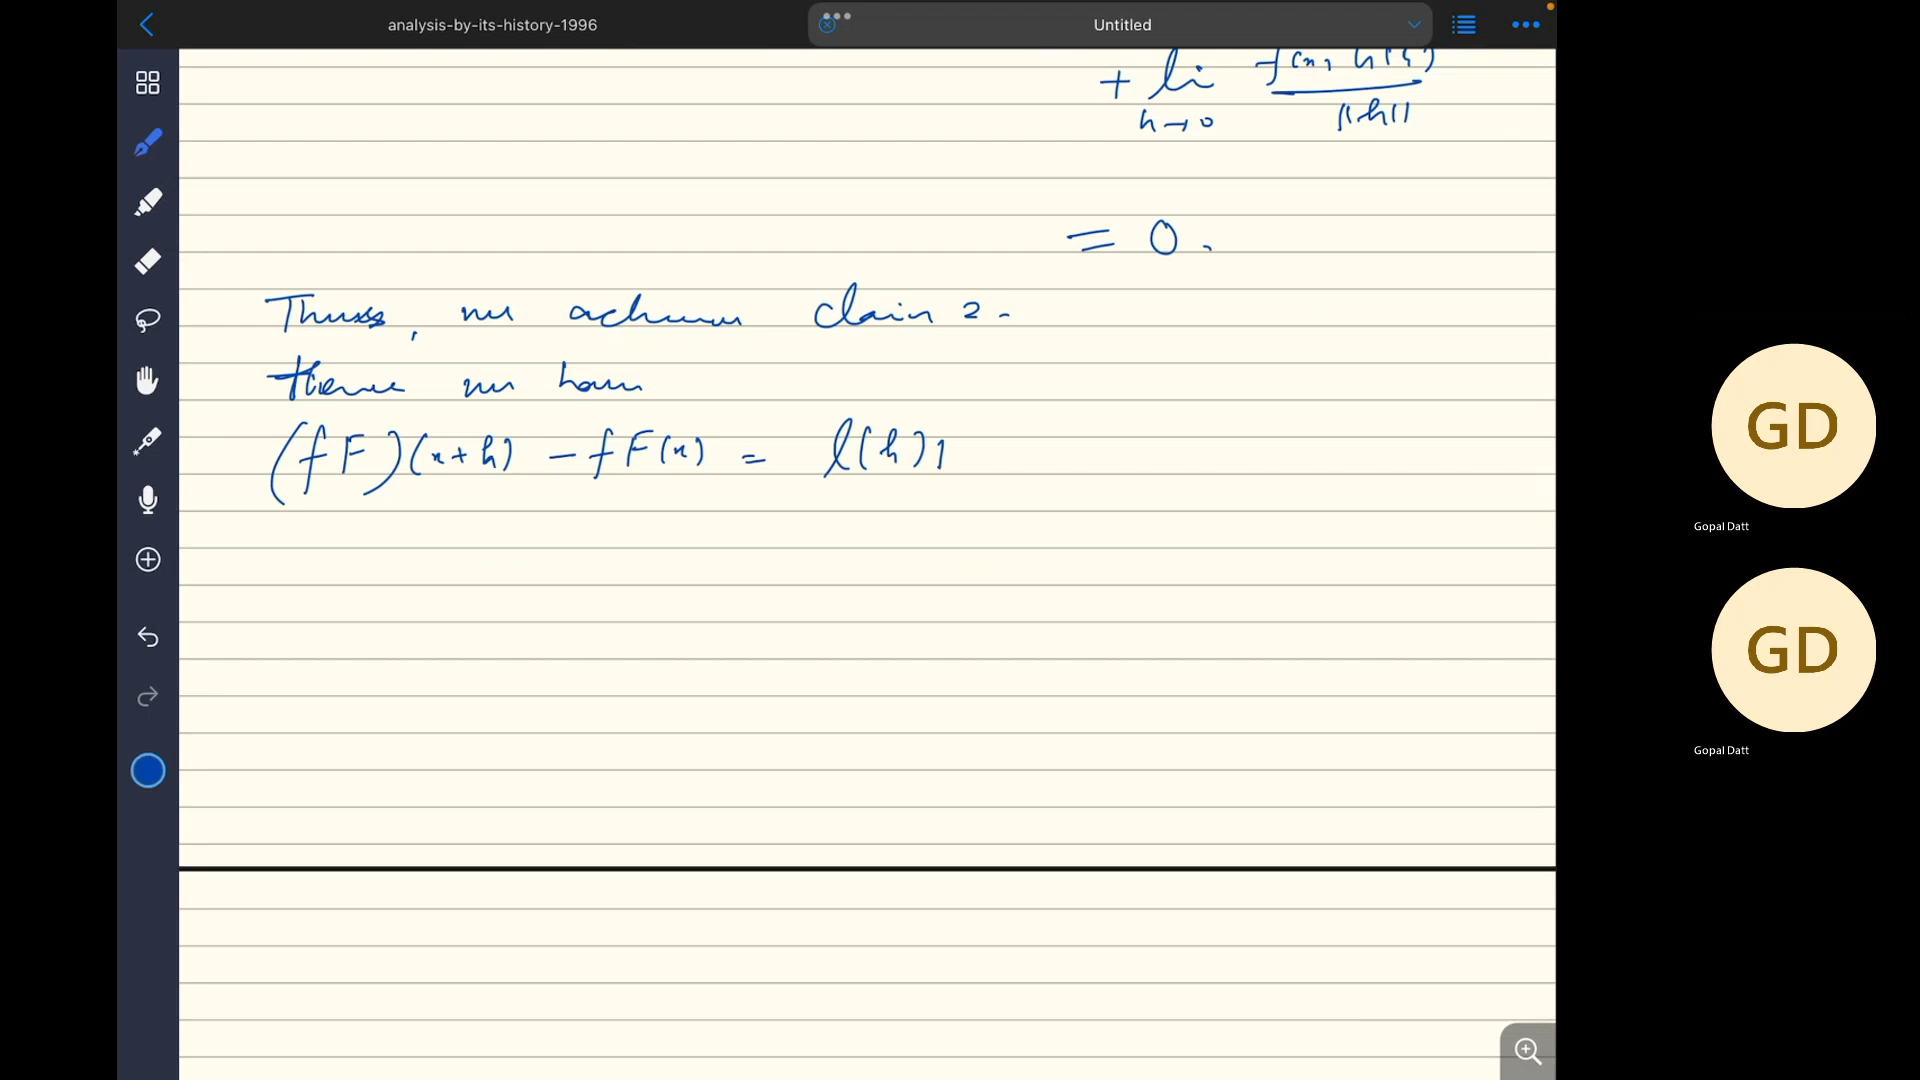 analysis-by-its-history-1996
Untitled
+ li
h→0
||h||
= 0.
Thus, we achieve claim 2.
Hence we have
(fF)(x+h) - fF(x) = l(h)
GD
Gopal Datt
GD
Gopal Datt